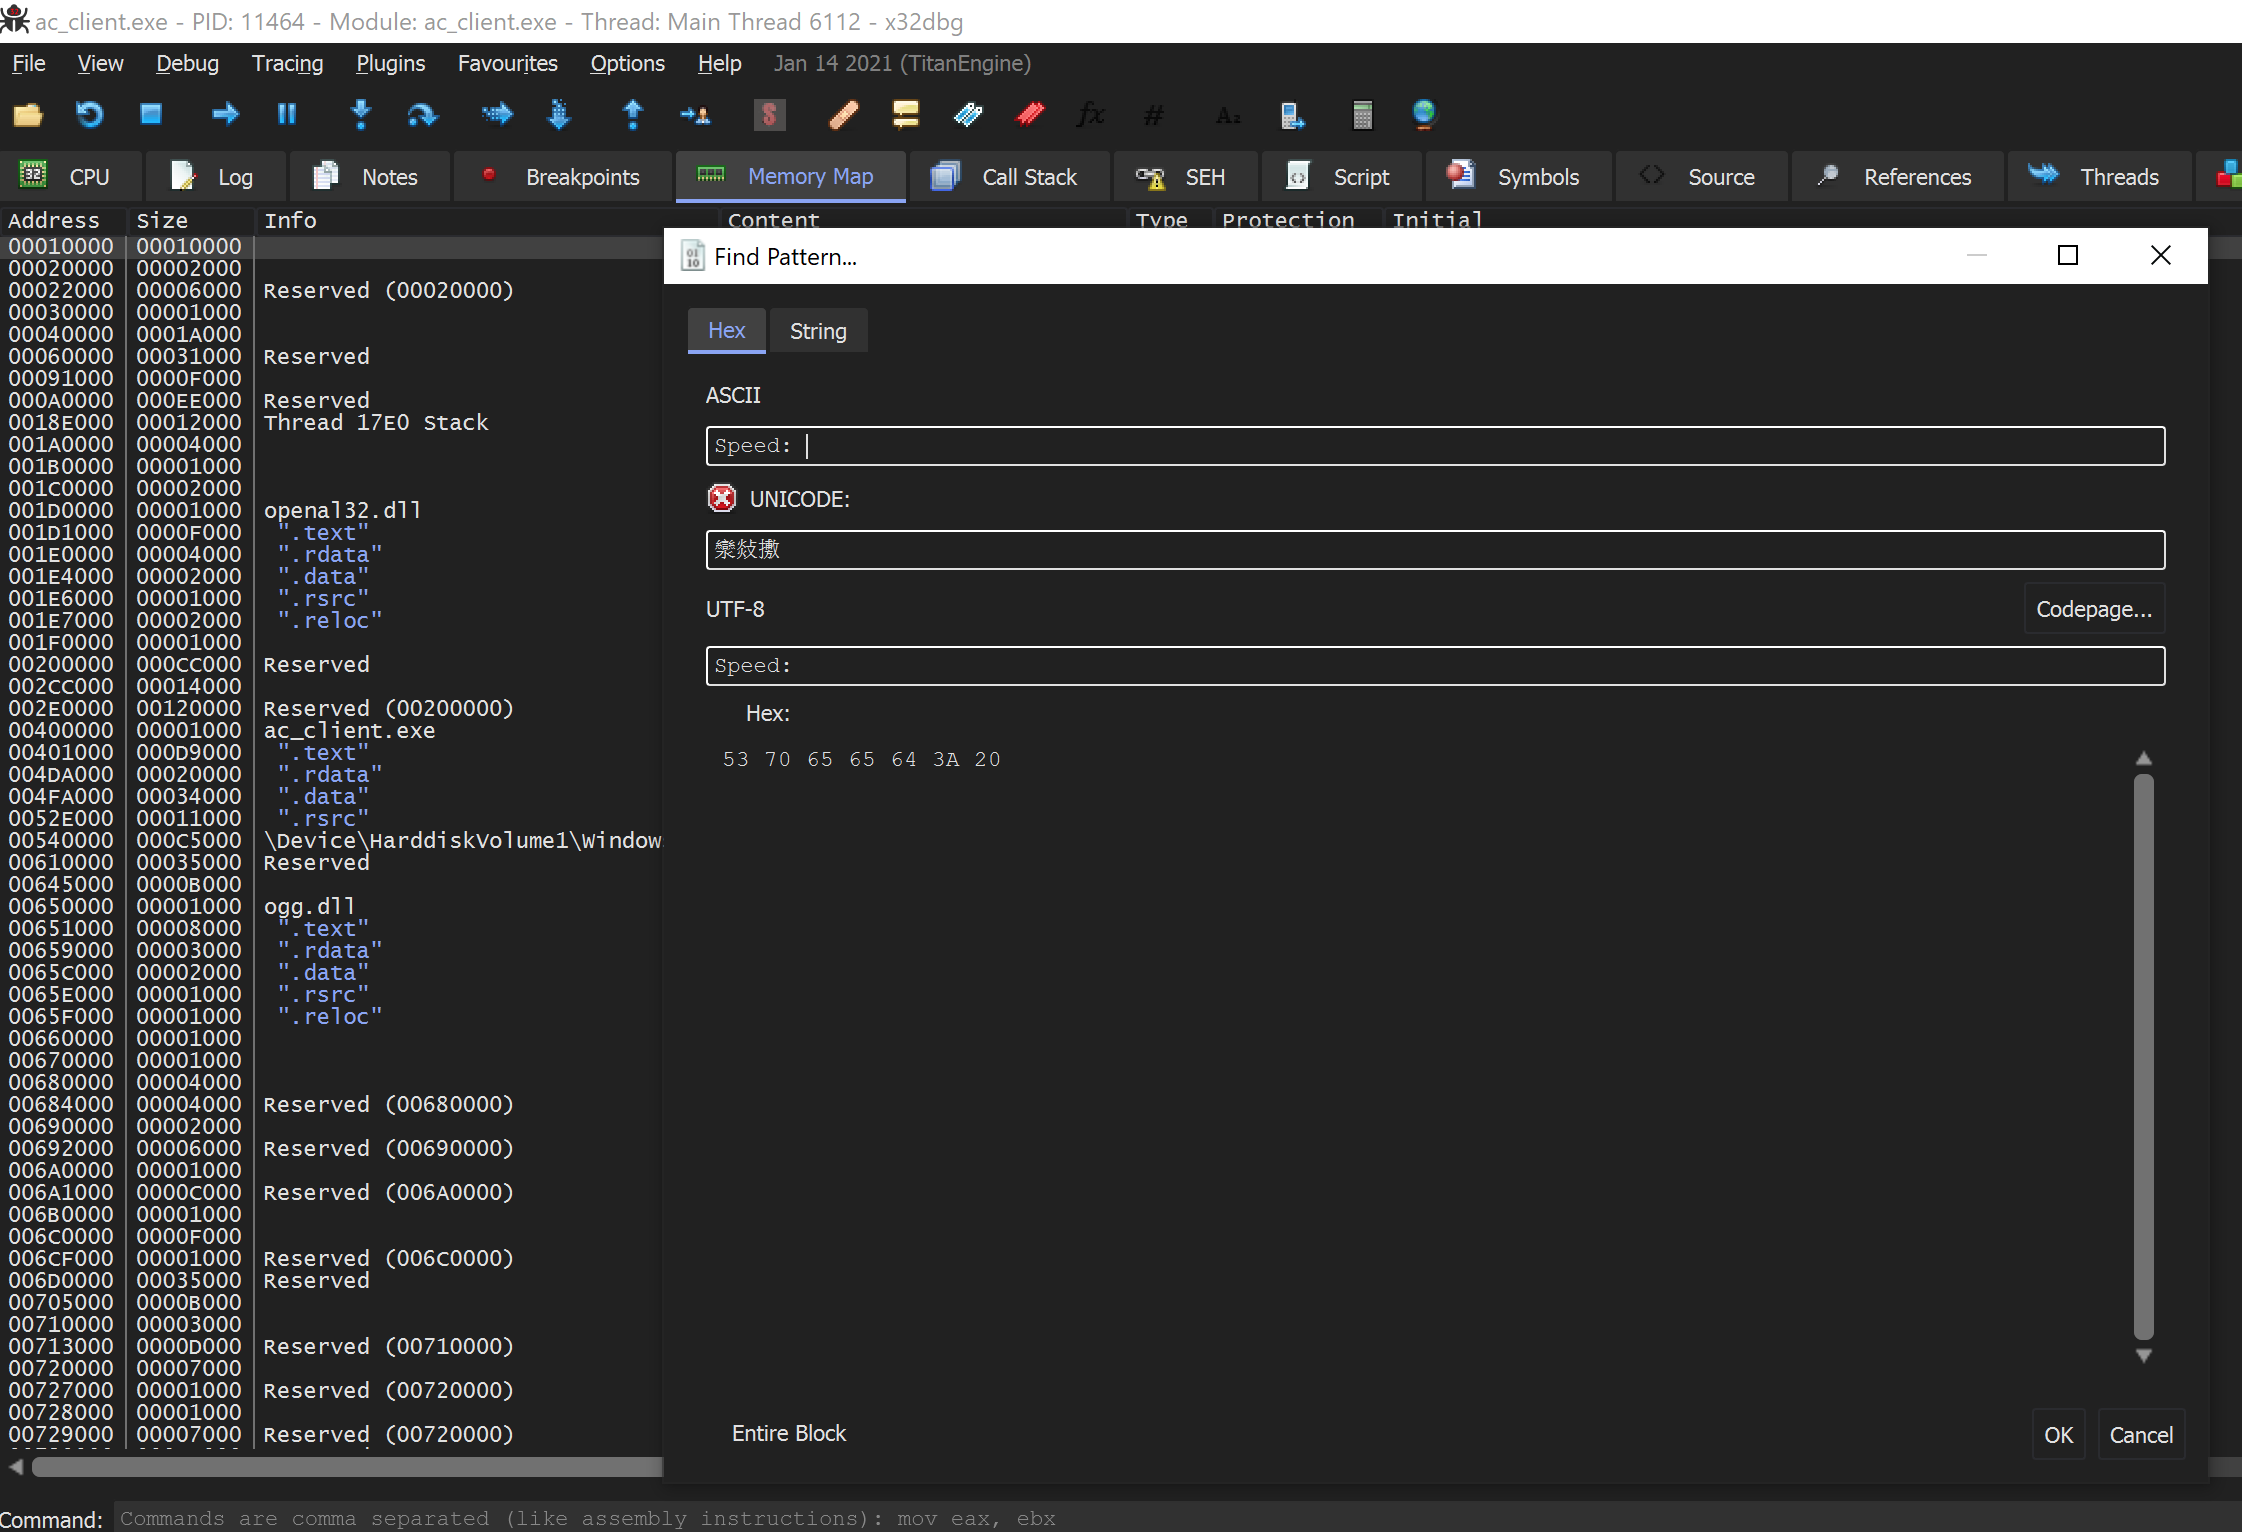 ac_client.exe - PID: 11464 - Module: ac_client.exe - Thread: Main Thread 6112 - x32dbg
File View Debug Tracing Plugins Favourites Options Help Jan 14 2021 (TitanEngine)
CPU Log Notes Breakpoints Memory Map Call Stack SEH Script Symbols Source References Threads
Address Size Info Content Type Protection Initial
00010000 00010000
00020000 00002000
00022000 00006000 Reserved (00020000)
00030000 00001000
00040000 0001A000
00060000 00031000 Reserved
00091000 0000F000
000A0000 000EE000 Reserved
0018E000 00012000 Thread 17E0 Stack
001A0000 00004000
001B0000 00001000
001C0000 00002000
001D0000 00001000 openal32.dll
001D1000 0000F000 ".text"
001E0000 00004000 ".rdata"
001E4000 00002000 ".data"
001E6000 00001000 ".rsrc"
001E7000 00002000 ".reloc"
001F0000 00001000
00200000 000CC000 Reserved
002CC000 00014000
002E0000 00120000 Reserved (00200000)
00400000 00001000 ac_client.exe
00401000 000D9000 ".text"
004DA000 00020000 ".rdata"
004FA000 00034000 ".data"
0052E000 00011000 ".rsrc"
00540000 000C5000 \Device\HarddiskVolume1\Window
00610000 00035000 Reserved
00645000 0000B000
00650000 00001000 ogg.dll
00651000 00008000 ".text"
00659000 00003000 ".rdata"
0065C000 00002000 ".data"
0065E000 00001000 ".rsrc"
0065F000 00001000 ".reloc"
00660000 00001000
00670000 00001000
00680000 00004000
00684000 00004000 Reserved (00680000)
00690000 00002000
00692000 00006000 Reserved (00690000)
006A0000 00001000
006A1000 0000C000 Reserved (006A0000)
006B0000 00001000
006C0000 0000F000
006CF000 00001000 Reserved (006C0000)
006D0000 00035000 Reserved
00705000 0000B000
00710000 00003000
00713000 0000D000 Reserved (00710000)
00720000 00007000
00727000 00001000 Reserved (00720000)
00728000 00001000
00729000 00007000 Reserved (00720000)
Find Pattern...
Hex String
ASCII
Speed:
UNICODE:
UTF-8
Codepage...
Speed:
Hex:
53 70 65 65 64 3A 20
Entire Block
OK Cancel
Command: Commands are comma separated (like assembly instructions): mov eax, ebx